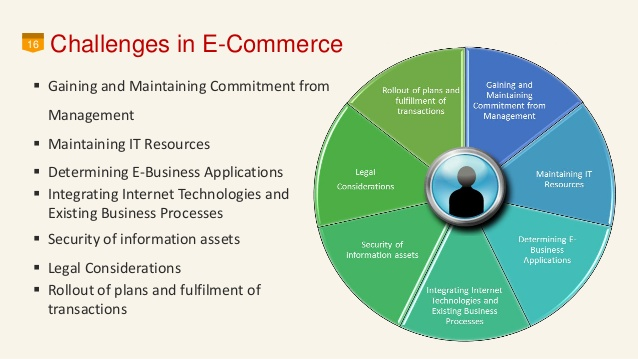 16
Challenges in E-Commerce
Gaining and Maintaining Commitment from
Management
Maintaining IT Resources
Determining E-Business Applications
Integrating Internet Technologies and
Existing Business Processes
Security of information assets
Legal Considerations
Rollout of plans and fulfilment of
transactions
Gaining and
Maintaining
Commitment from
Management
Maintaining IT
Resources
Determining E-
Business
Applications
Integrating Internet
Technologies and
Existing Business
Processes
Security of
information assets
Legal
Considerations
Rollout of plans and
fulfillment of
transactions